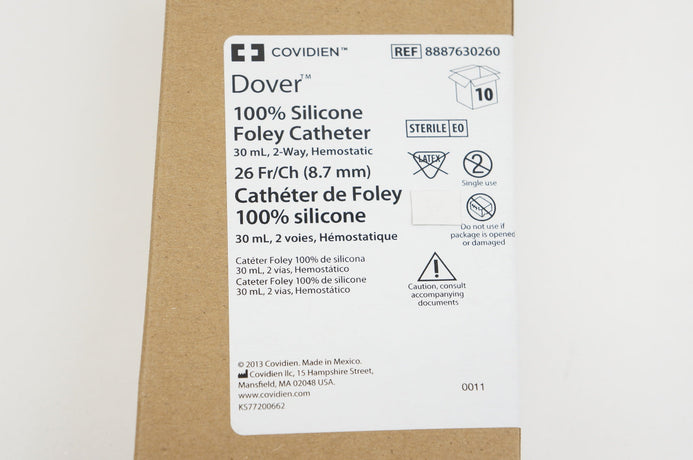 COVIDIEN™
REF 8887630260
Dover™
10
100% Silicone
Foley Catheter
30 mL, 2-Way, Hemostatic
STERILE EO
LATEX
2
Single use
26 Fr/Ch (8.7 mm)
Cathéter de Foley
100% silicone
30 mL, 2 voies, Hémostatique
Do not use if
package is opened
or damaged
Catéter Foley 100% de silicona
30 mL, 2 vías, Hemostático
Cateter Foley 100% de silicone
30 mL, 2 vias, Hemostático
Caution, consult
accompanying
documents
© 2013 Covidien. Made in Mexico.
Covidien llc, 15 Hampshire Street,
Mansfield, MA 02048 USA.
www.covidien.com
KS77200662
0011